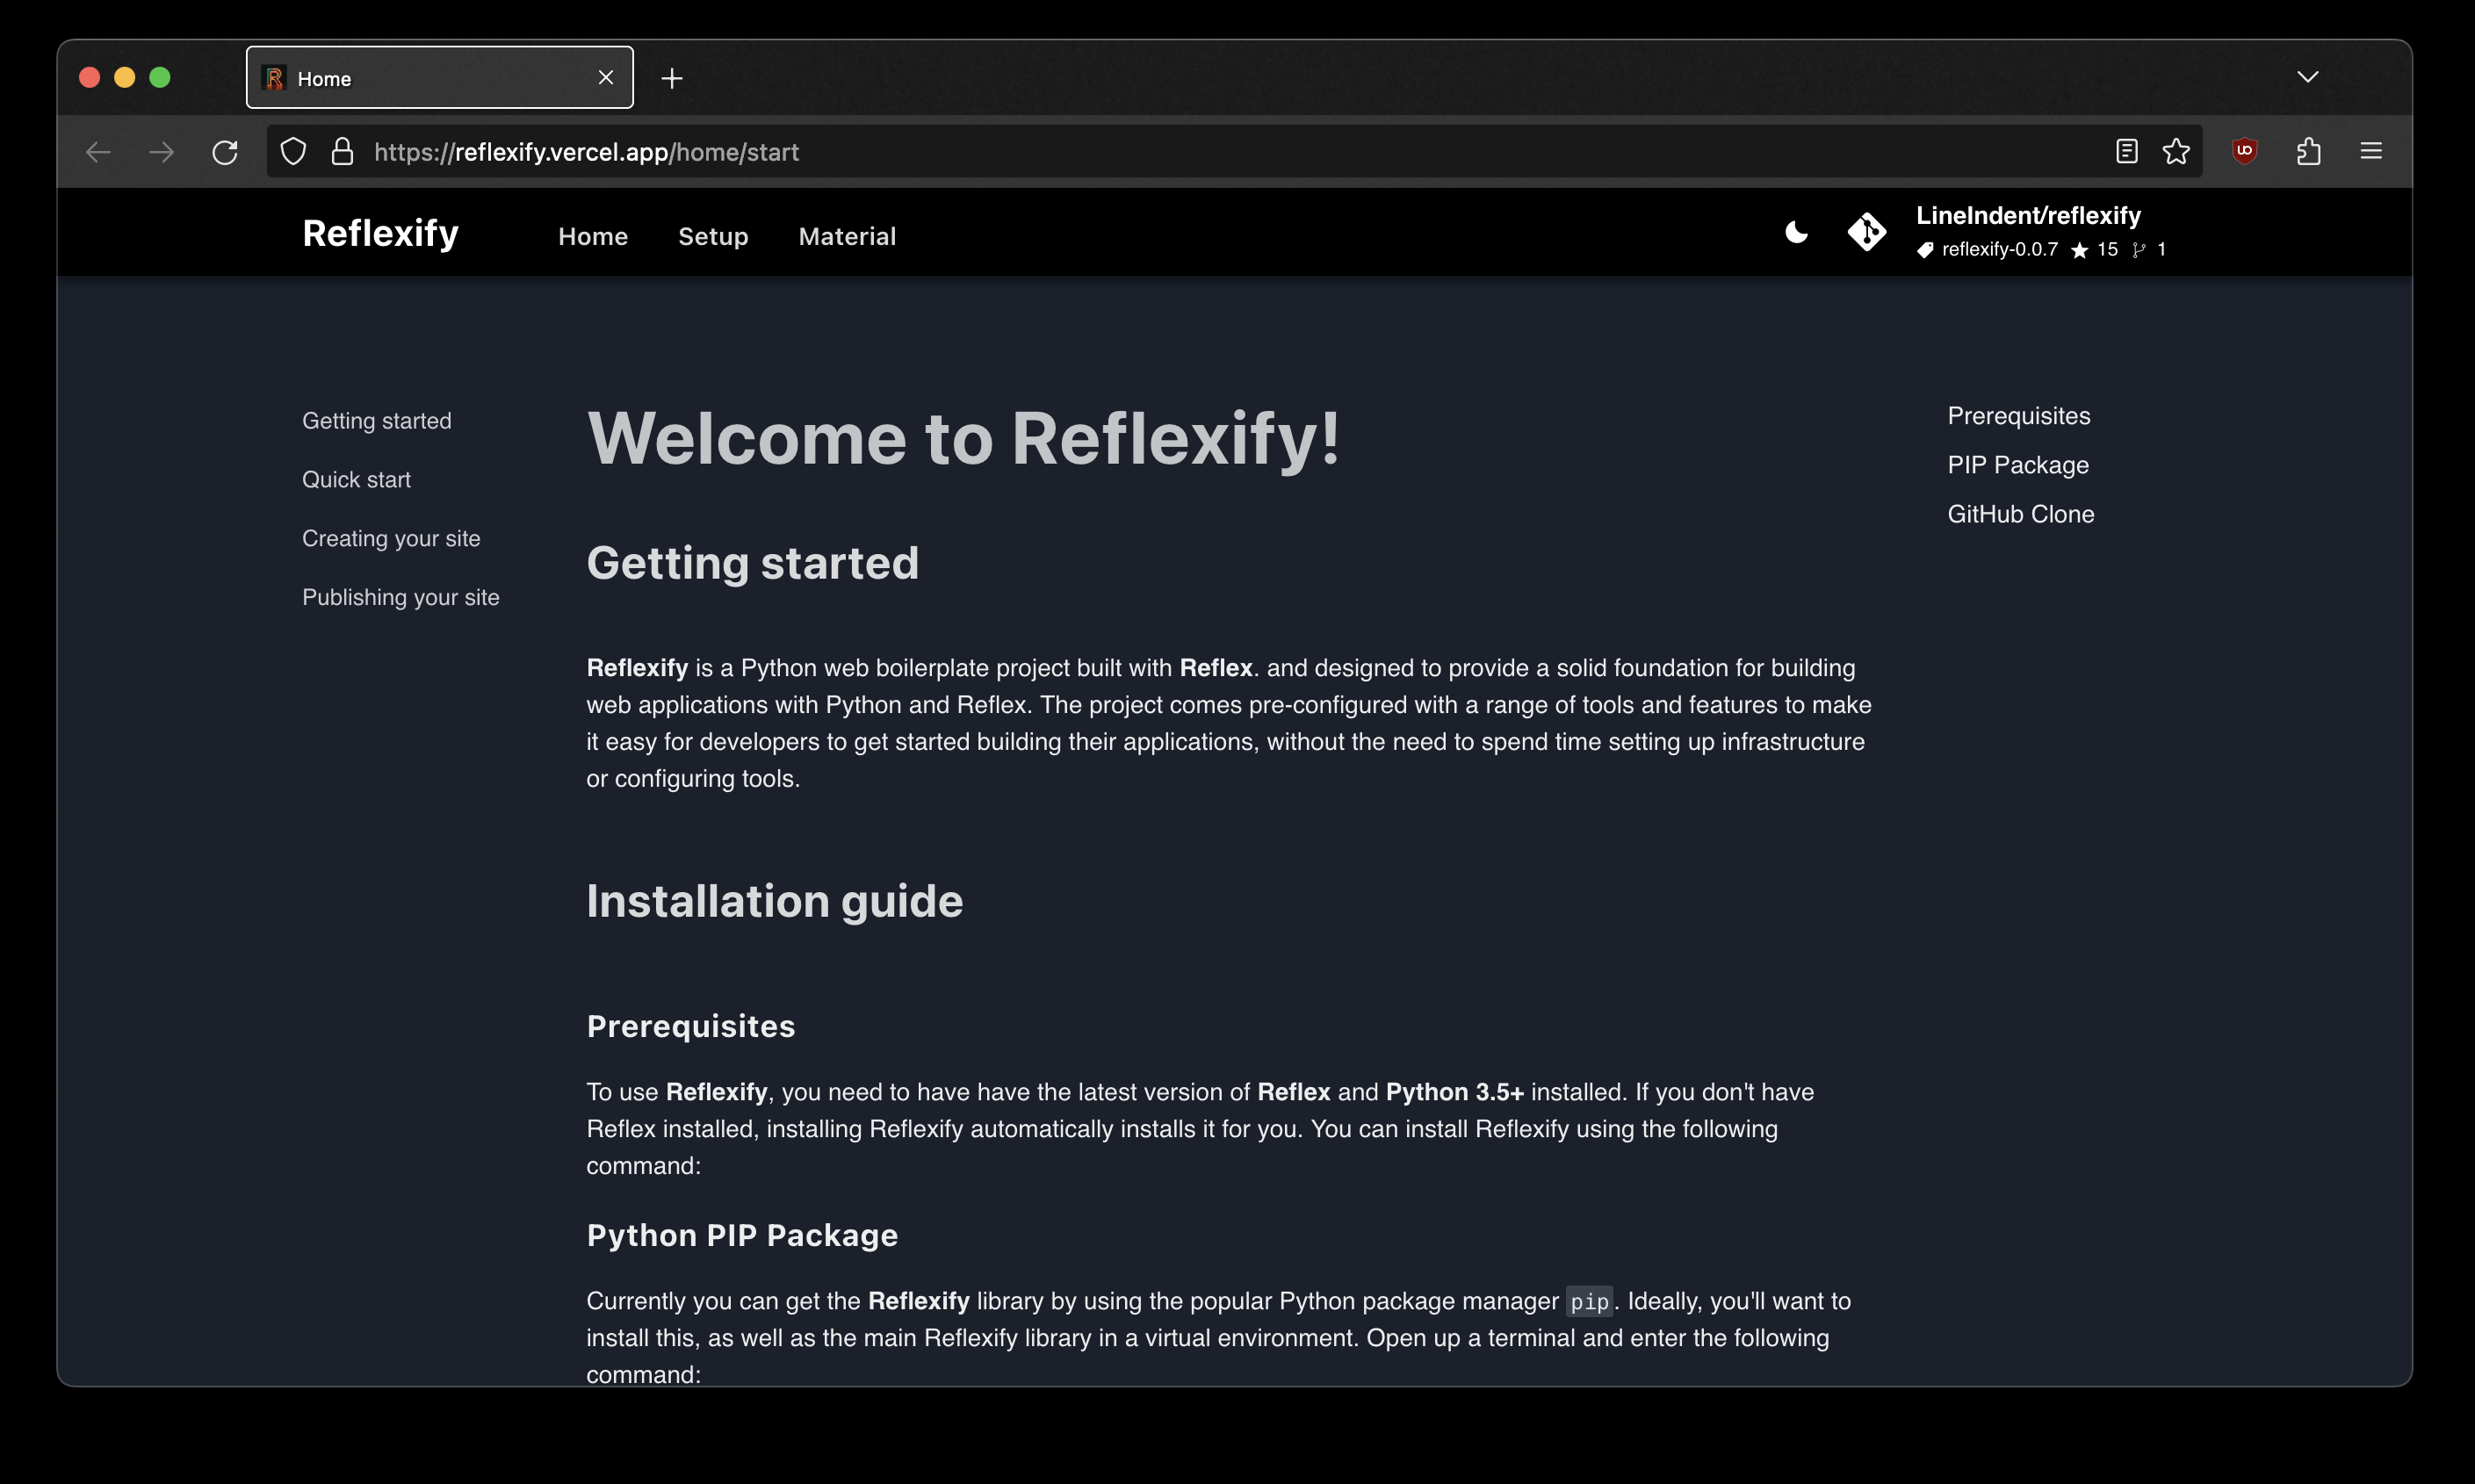 Home
https://reflexify.vercel.app/home/start
Reflexify
Home
Setup
Material
LineIndent/reflexify
reflexify-0.0.7 15 1
Getting started
Quick start
Creating your site
Publishing your site
Welcome to Reflexify!
Getting started
Reflexify is a Python web boilerplate project built with Reflex. and designed to provide a solid foundation for building
web applications with Python and Reflex. The project comes pre-configured with a range of tools and features to make
it easy for developers to get started building their applications, without the need to spend time setting up infrastructure
or configuring tools.
Installation guide
Prerequisites
To use Reflexify, you need to have have the latest version of Reflex and Python 3.5+ installed. If you don't have
Reflex installed, installing Reflexify automatically installs it for you. You can install Reflexify using the following
command:
Python PIP Package
Currently you can get the Reflexify library by using the popular Python package manager pip. Ideally, you'll want to
install this, as well as the main Reflexify library in a virtual environment. Open up a terminal and enter the following
command:
Prerequisites
PIP Package
GitHub Clone